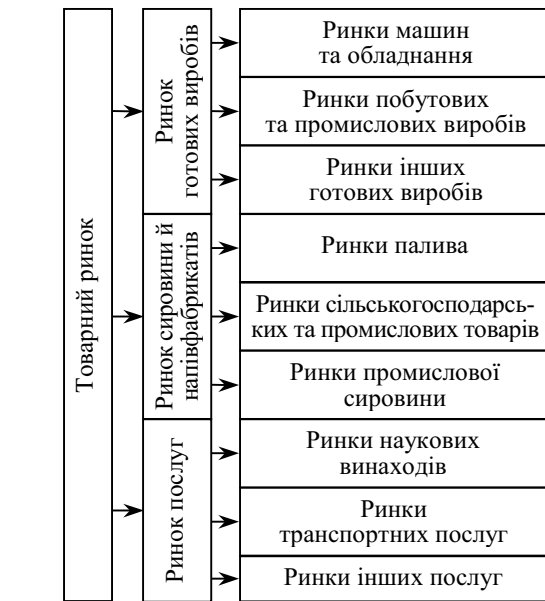 Товарний ринок
Ринок
готових виробів
Ринок сировини й
напівфабрикатів
Ринок послуг
Ринки машин
та обладнання
Ринки побутових
та промислових виробів
Ринки інших
готових виробів
Ринки палива
Ринки сільськогосподарсь-
ких та промислових товарів
Ринки промислової
сировини
Ринки наукових
винаходів
Ринки
транспортних послуг
Ринки інших послуг